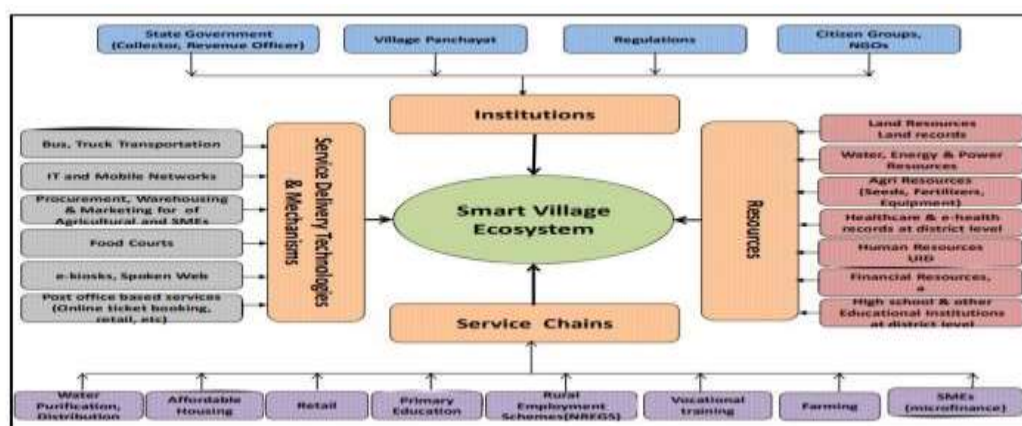 State Government
(Collector, Revenue Officer)
Village Panchayat
Regulations
Citizen Groups,
NGOs
Institutions
Bus, Truck Transportation
IT and Mobile Networks
Procurement, Warehousing
& Marketing for of
Agricultural and SMEs
Food Courts
e-kiosks, Spoken Web
Post office based services
(Online ticket booking,
retail, etc)
Service Delivery Technologies
& Mechanisms
Smart Village
Ecosystem
Resources
Land Resources
Land records
Water, Energy & Power
Resources
Agri Resources
(Seeds, Fertilizers,
Equipment)
Healthcare & e-health
records at district level
Human Resources
UID
Financial Resources,
High school & other
Educational Institutions
at district level
Service Chains
Water
Purification,
Distribution
Affordable
Housing
Retail
Primary
Education
Rural
Employment
Schemes(NREGS)
Vocational
training
Farming
SMEs
(microfinance)